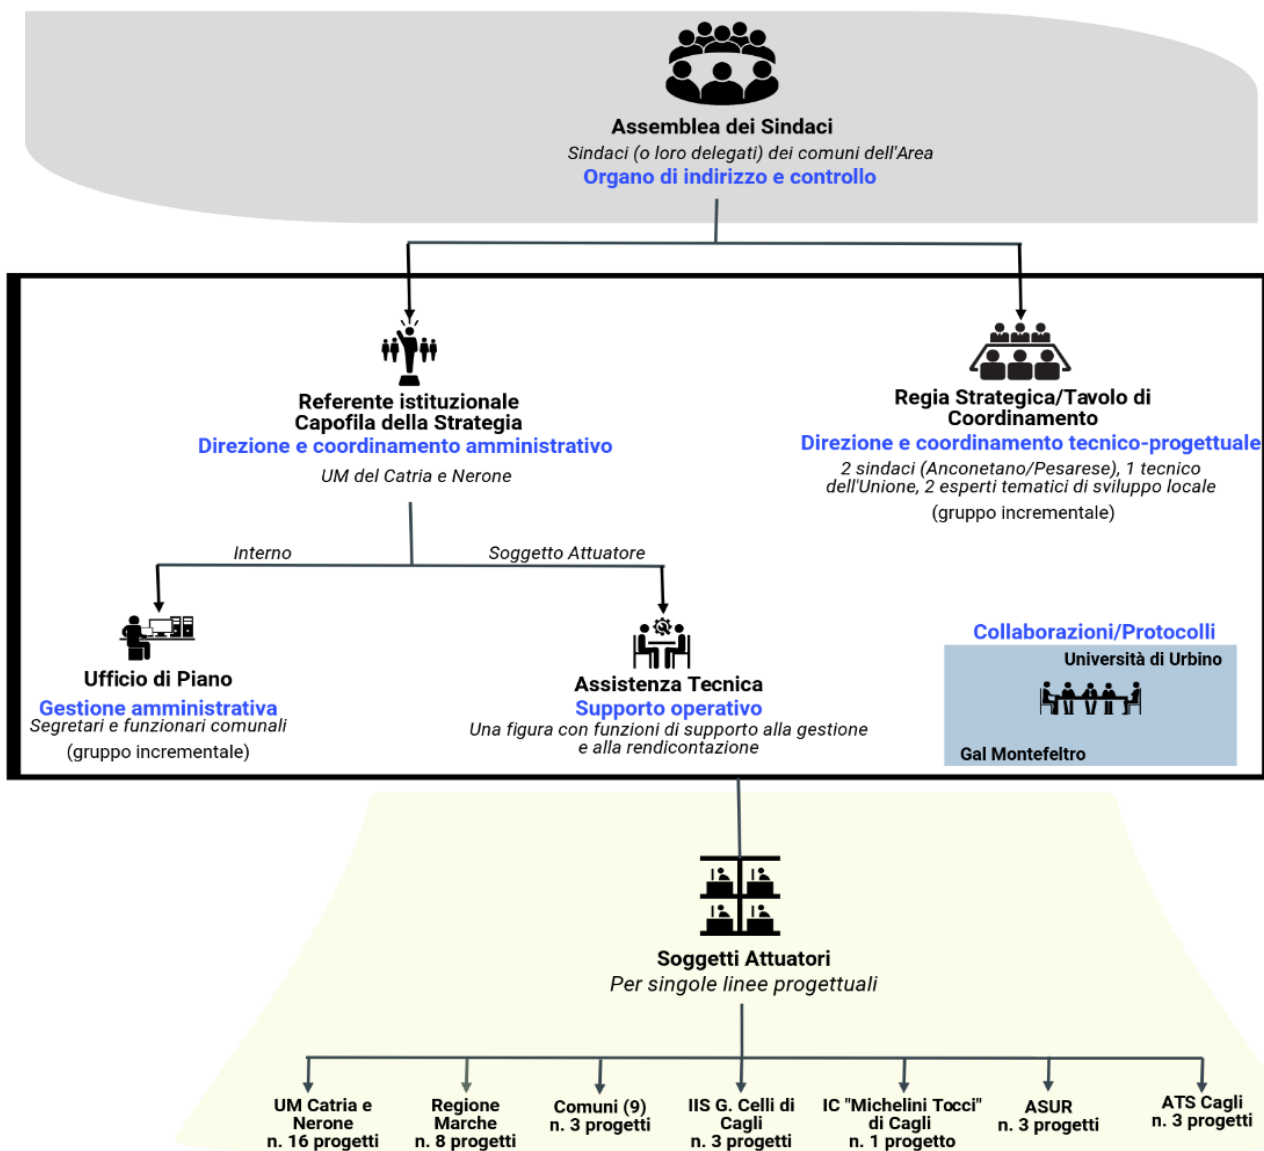 Assemblea dei Sindaci
Sindaci (o loro delegati) dei comuni dell'Area
Organo di indirizzo e controllo
Referente istituzionale
Capofila della Strategia
Direzione e coordinamento amministrativo
UM del Catria e Nerone
Regia Strategica/Tavolo di
Coordinamento
Direzione e coordinamento tecnico-progettuale
2 sindaci (Anconetano/Pesarese), 1 tecnico
dell'Unione, 2 esperti tematici di sviluppo locale
(gruppo incrementale)
Interno
Soggetto Attuatore
Ufficio di Piano
Gestione amministrativa
Segretari e funzionari comunali
(gruppo incrementale)
Assistenza Tecnica
Supporto operativo
Una figura con funzioni di supporto alla gestione
e alla rendicontazione
Collaborazioni/Protocolli
Università di Urbino
Gal Montefeltro
Soggetti Attuatori
Per singole linee progettuali
UM Catria e
Nerone
n. 16 progetti
Regione
Marche
n. 8 progetti
Comuni (9)
n. 3 progetti
IIS G. Celli di
Cagli
n. 3 progetti
IC "Michelini Tocci"
di Cagli
n. 1 progetto
ASUR
n. 3 progetti
ATS Cagli
n. 3 progetti